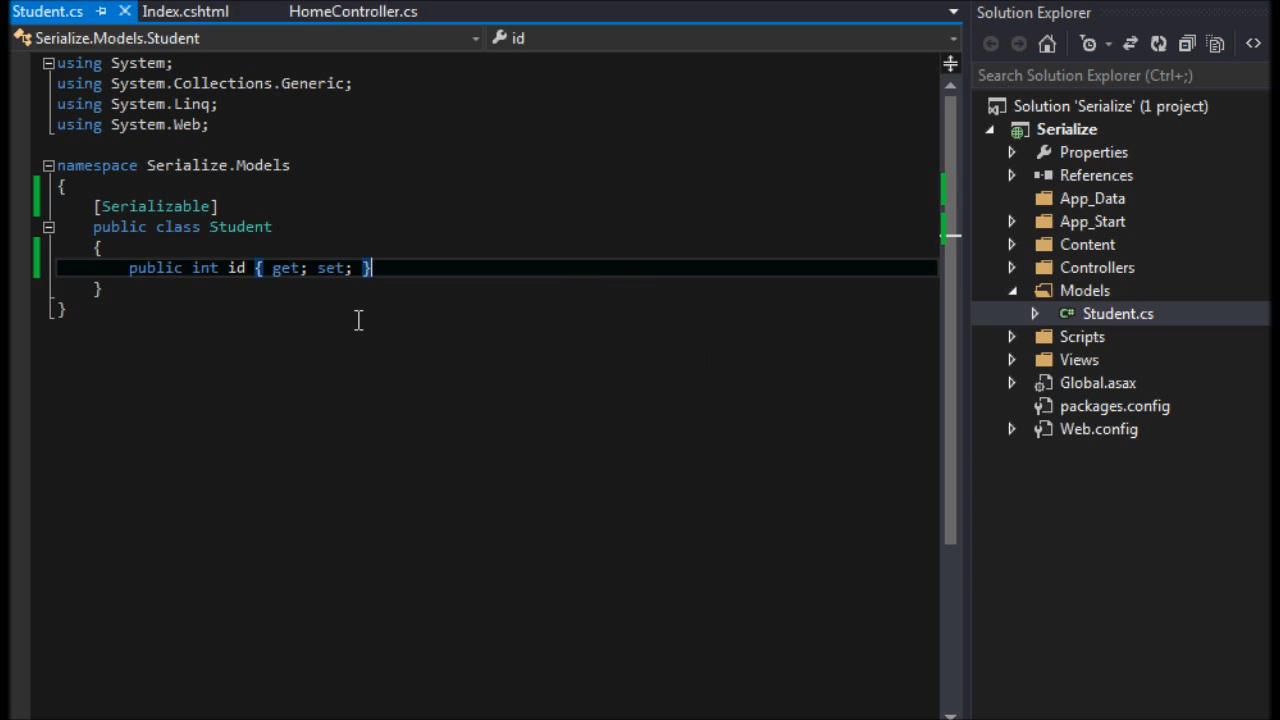 Student.cs
Index.cshtml
HomeController.cs
Serialize.Models.Student
id
using System;
using System.Collections.Generic;
using System.Linq;
using System.Web;
namespace Serialize.Models
{
[Serializable]
public class Student
{
public int id { get; set; }
}
}
Solution Explorer
Search Solution Explorer (Ctrl+;)
Solution 'Serialize' (1 project)
Serialize
Properties
References
App_Data
App_Start
Content
Controllers
Models
C# Student.cs
Scripts
Views
Global.asax
packages.config
Web.config